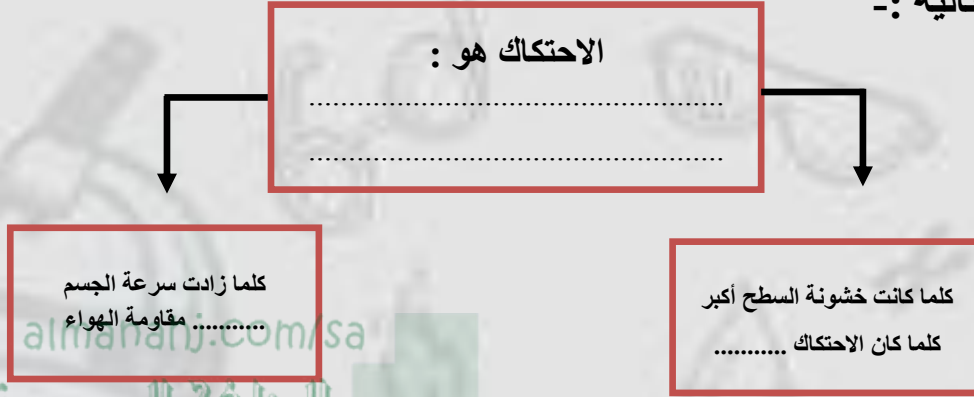 الاحتكاك هو :
...................................................
...................................................
كلما كانت خشونة السطح أكبر
كلما كان الاحتكاك ...........
كلما زادت سرعة الجسم
........... مقاومة الهواء
almanahj.com/sa